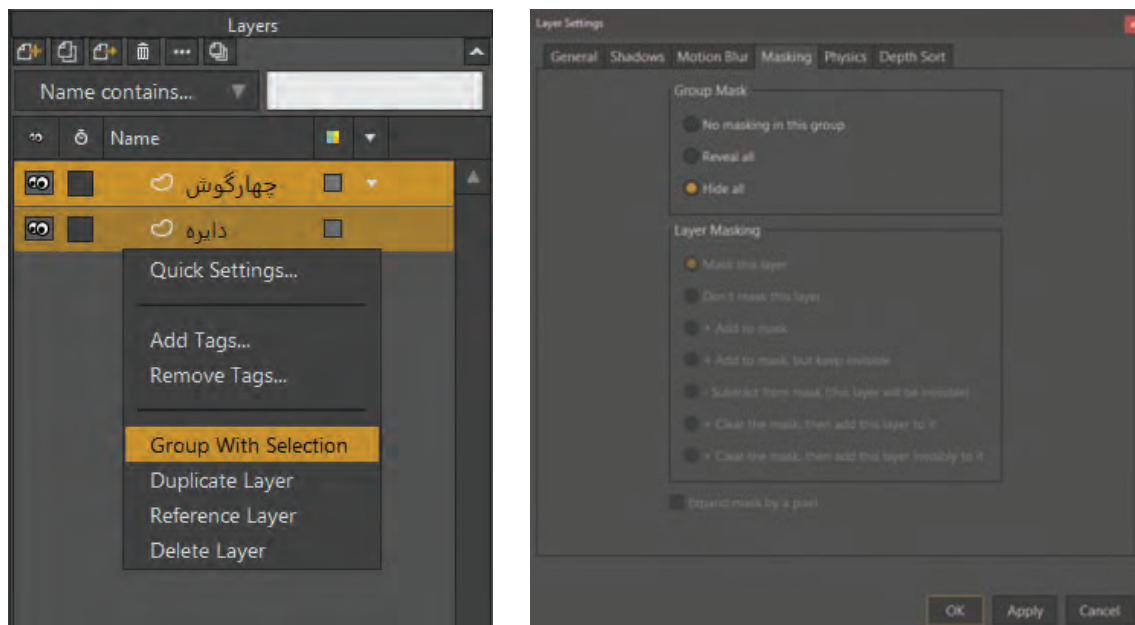 Layers
Name contains...
Name
چهارگوش
دایره
Quick Settings...
Add Tags...
Remove Tags...
Group With Selection
Duplicate Layer
Reference Layer
Delete Layer
Layer Settings
General Shadows Motion Blur Masking Physics Depth Sort
Group Mask
No masking in this group
Reveal all
Hide all
Layer Masking
Mask this layer
Don't mask this layer
+ Add to mask
+ Add to mask, but keep invisible
- Subtract from mask (this layer will be invisible)
+ Clear the mask, then add this layer to it
+ Clear the mask, then add this layer invisibly to it
Expand mask by a pixel
OK Apply Cancel